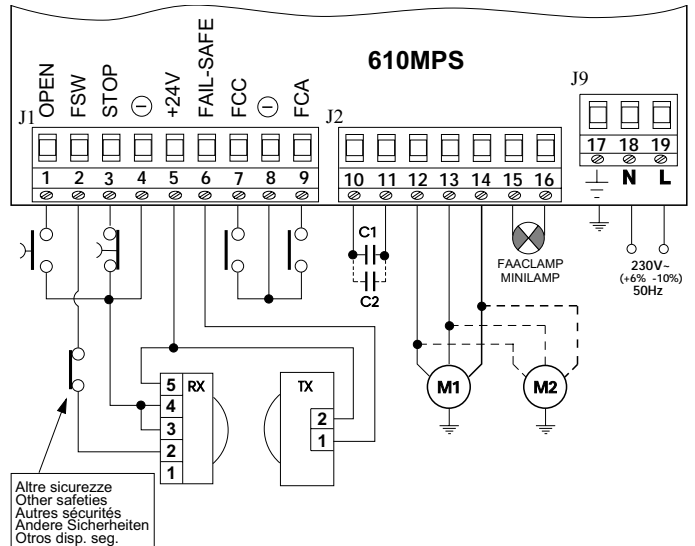 610MPS
J1
OPEN
FSW
STOP
-
+24V
FAIL-SAFE
FCC
-
FCA
1 2 3 4 5 6 7 8 9
J2
10 11 12 13 14 15 16
J9
17 18 19
N L
C1
C2
FAACLAMP
MINILAMP
230V~
(+6% -10%)
50Hz
5 RX
4
3
2
1
TX
2
1
M1
M2
Altre sicurezze
Other safeties
Autres sécurités
Andere Sicherheiten
Otros disp. seg.